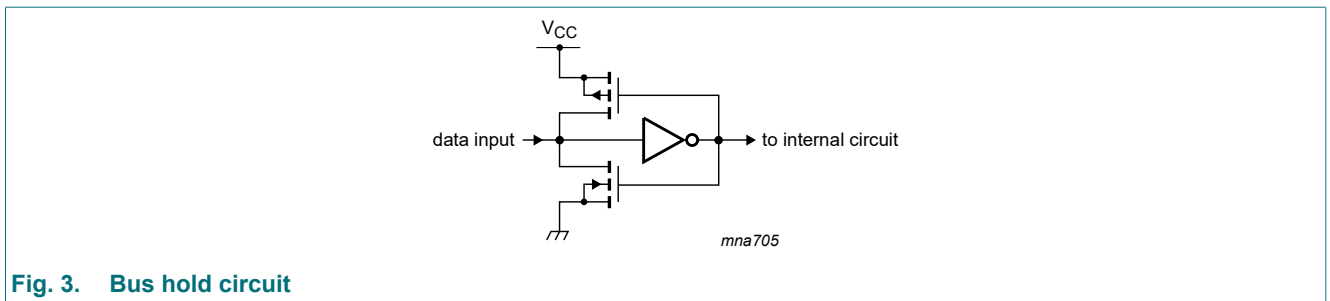 VCC
data input
to internal circuit
mna705
Fig. 3. Bus hold circuit